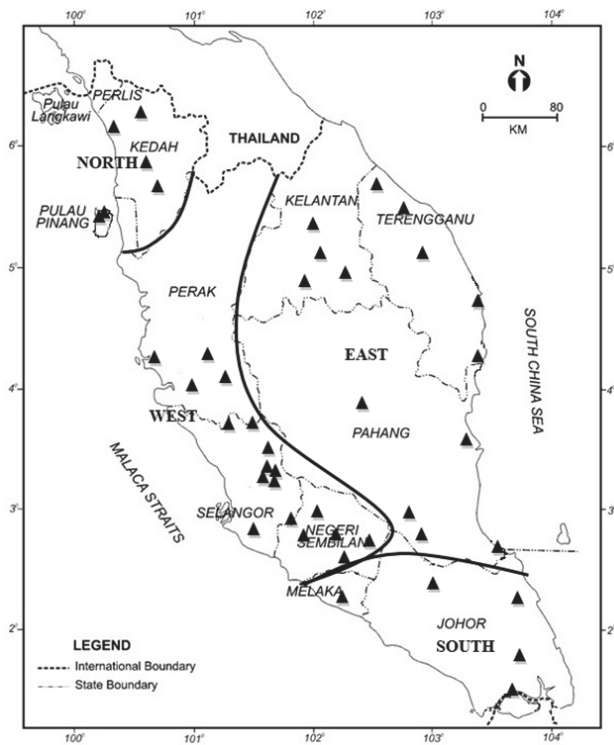 100° 101° 102° 103° 104°
N
0 80
KM
PERLIS
Pulau
Langkawi
6°
THAILAND
KEDAH
NORTH
6°
KELANTAN
TERENGGANU
PULAU
PINANG
5°
5°
PERAK
SOUTH CHINA SEA
EAST
4°
4°
WEST
PAHANG
MALACA STRAITS
3°
3°
SELANGOR
NEGERI
SEMBILAN
MELAKA
2°
JOHOR
2°
SOUTH
LEGEND
International Boundary
State Boundary
100° 101° 102° 103° 104°